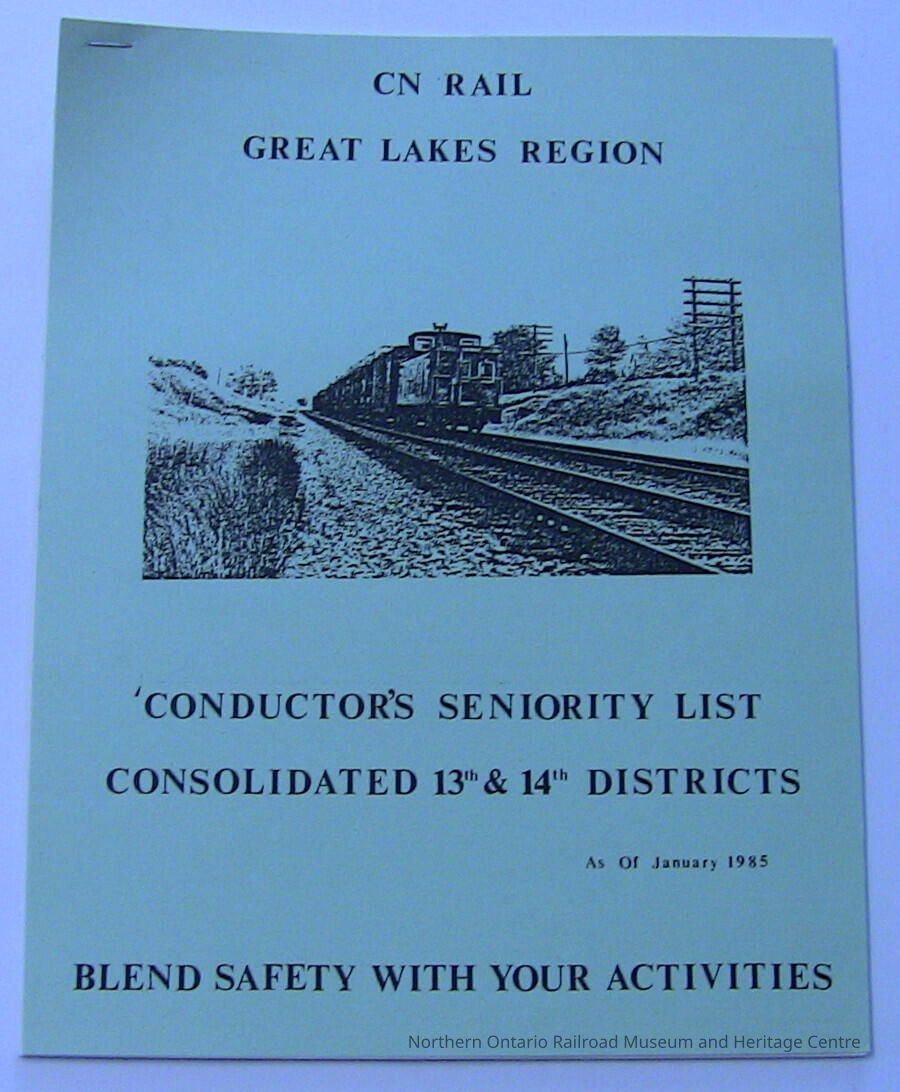 CN RAIL
GREAT LAKES REGION
'CONDUCTOR'S SENIORITY LIST
CONSOLIDATED 13th & 14th DISTRICTS
As Of January 1985
BLEND SAFETY WITH YOUR ACTIVITIES
Northern Ontario Railroad Museum and Heritage Centre